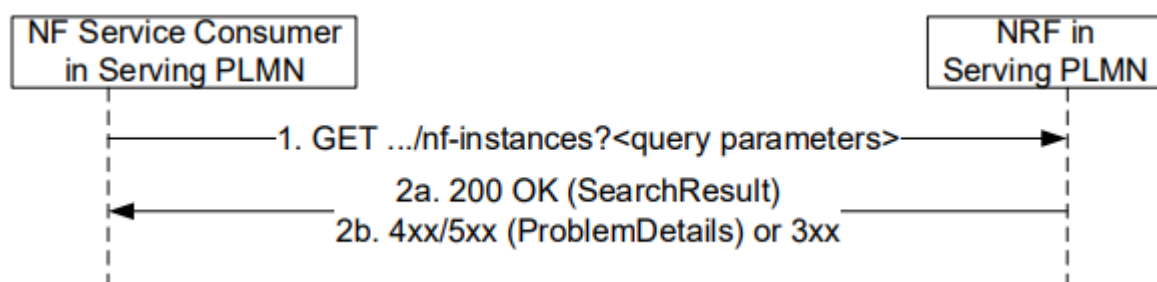 NF Service Consumer
in Serving PLMN
NRF in
Serving PLMN
1. GET .../nf-instances?<query parameters>
2a. 200 OK (SearchResult)
2b. 4xx/5xx (ProblemDetails) or 3xx